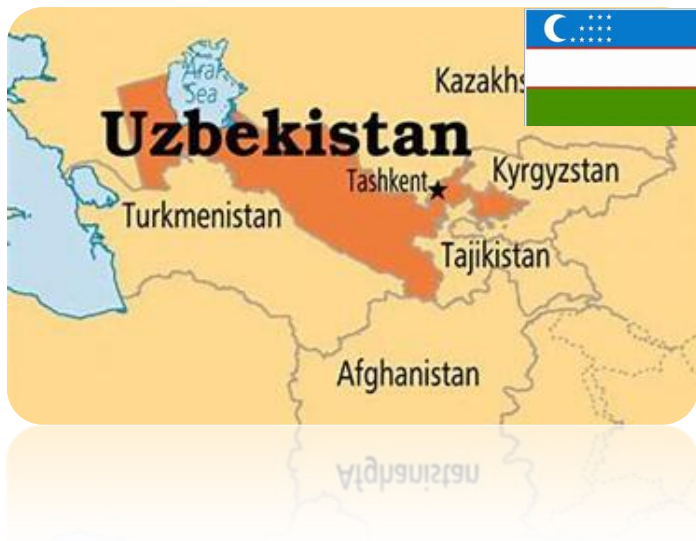 Aral
Sea
Kazakhs
Uzbekistan
Tashkent
Kyrgyzstan
Turkmenistan
Tajikistan
Afghanistan
Afghanistan